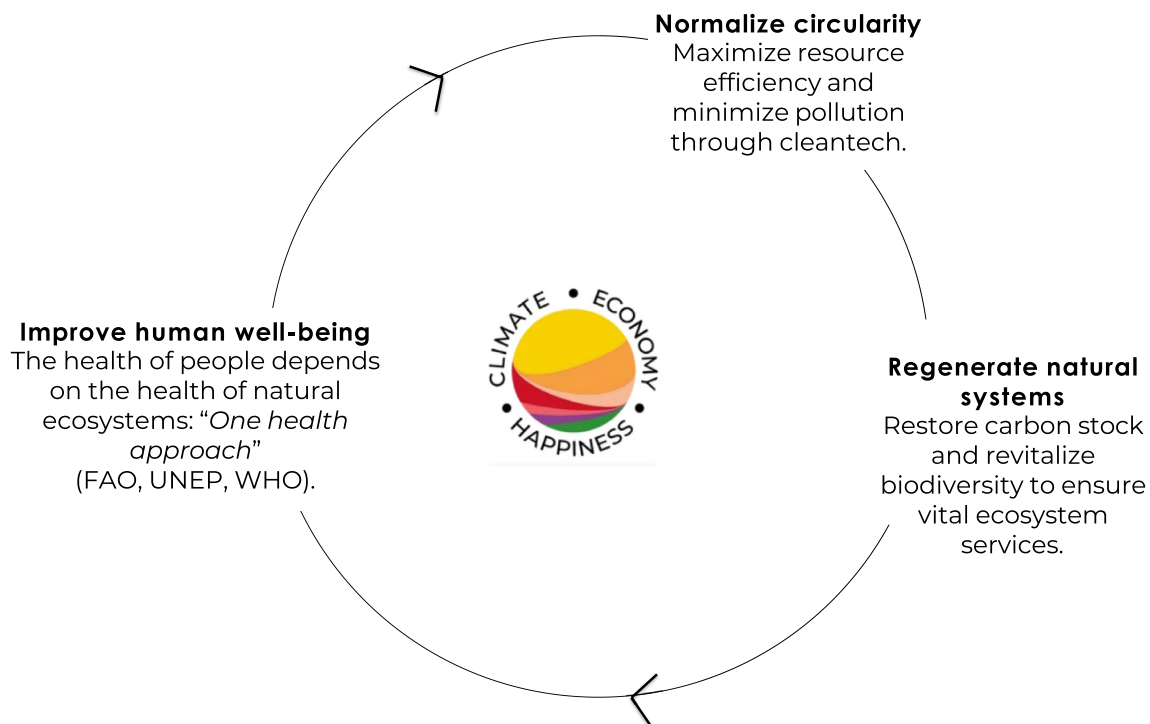 Normalize circularity
Maximize resource
efficiency and
minimize pollution
through cleantech.
CLIMATE • ECONOMY • HAPPINESS •
Improve human well-being
The health of people depends
on the health of natural
ecosystems: “One health
approach”
(FAO, UNEP, WHO).
Regenerate natural
systems
Restore carbon stock
and revitalize
biodiversity to ensure
vital ecosystem
services.